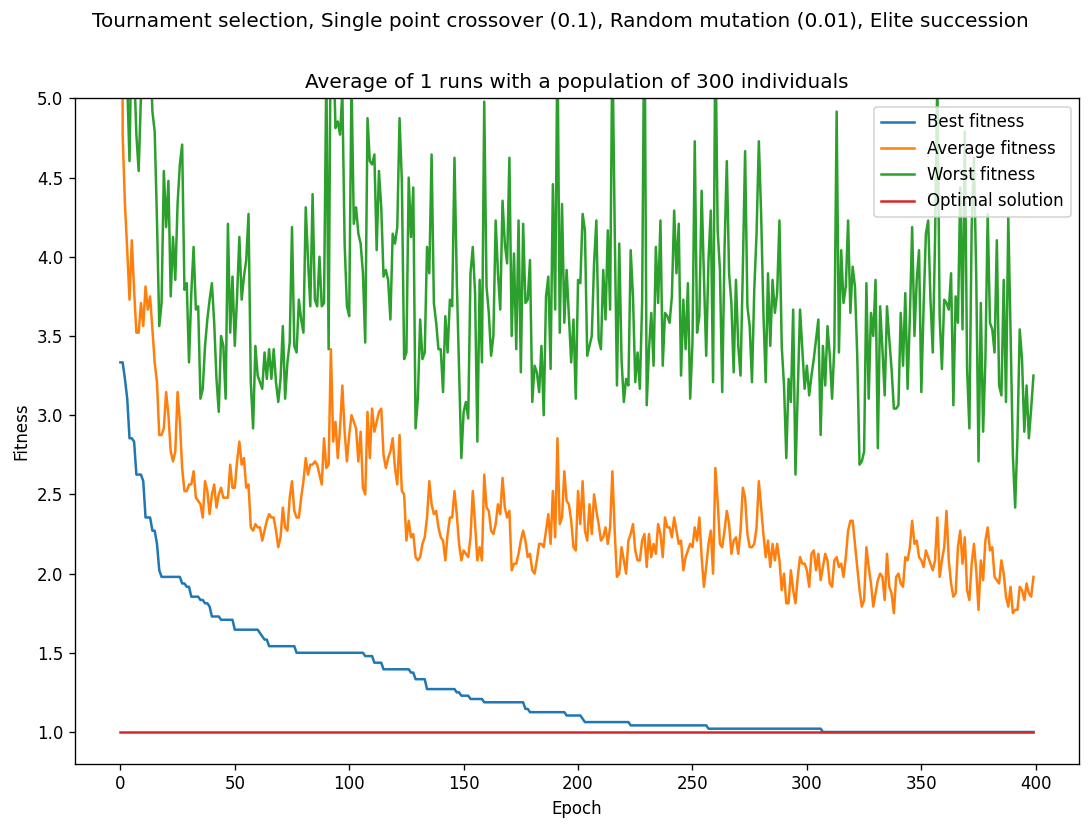 Tournament selection, Single point crossover (0.1), Random mutation (0.01), Elite succession
Average of 1 runs with a population of 300 individuals
Best fitness
Average fitness
Worst fitness
Optimal solution
Fitness
5.0
4.5
4.0
3.5
3.0
2.5
2.0
1.5
1.0
0 50 100 150 200 250 300 350 400
Epoch